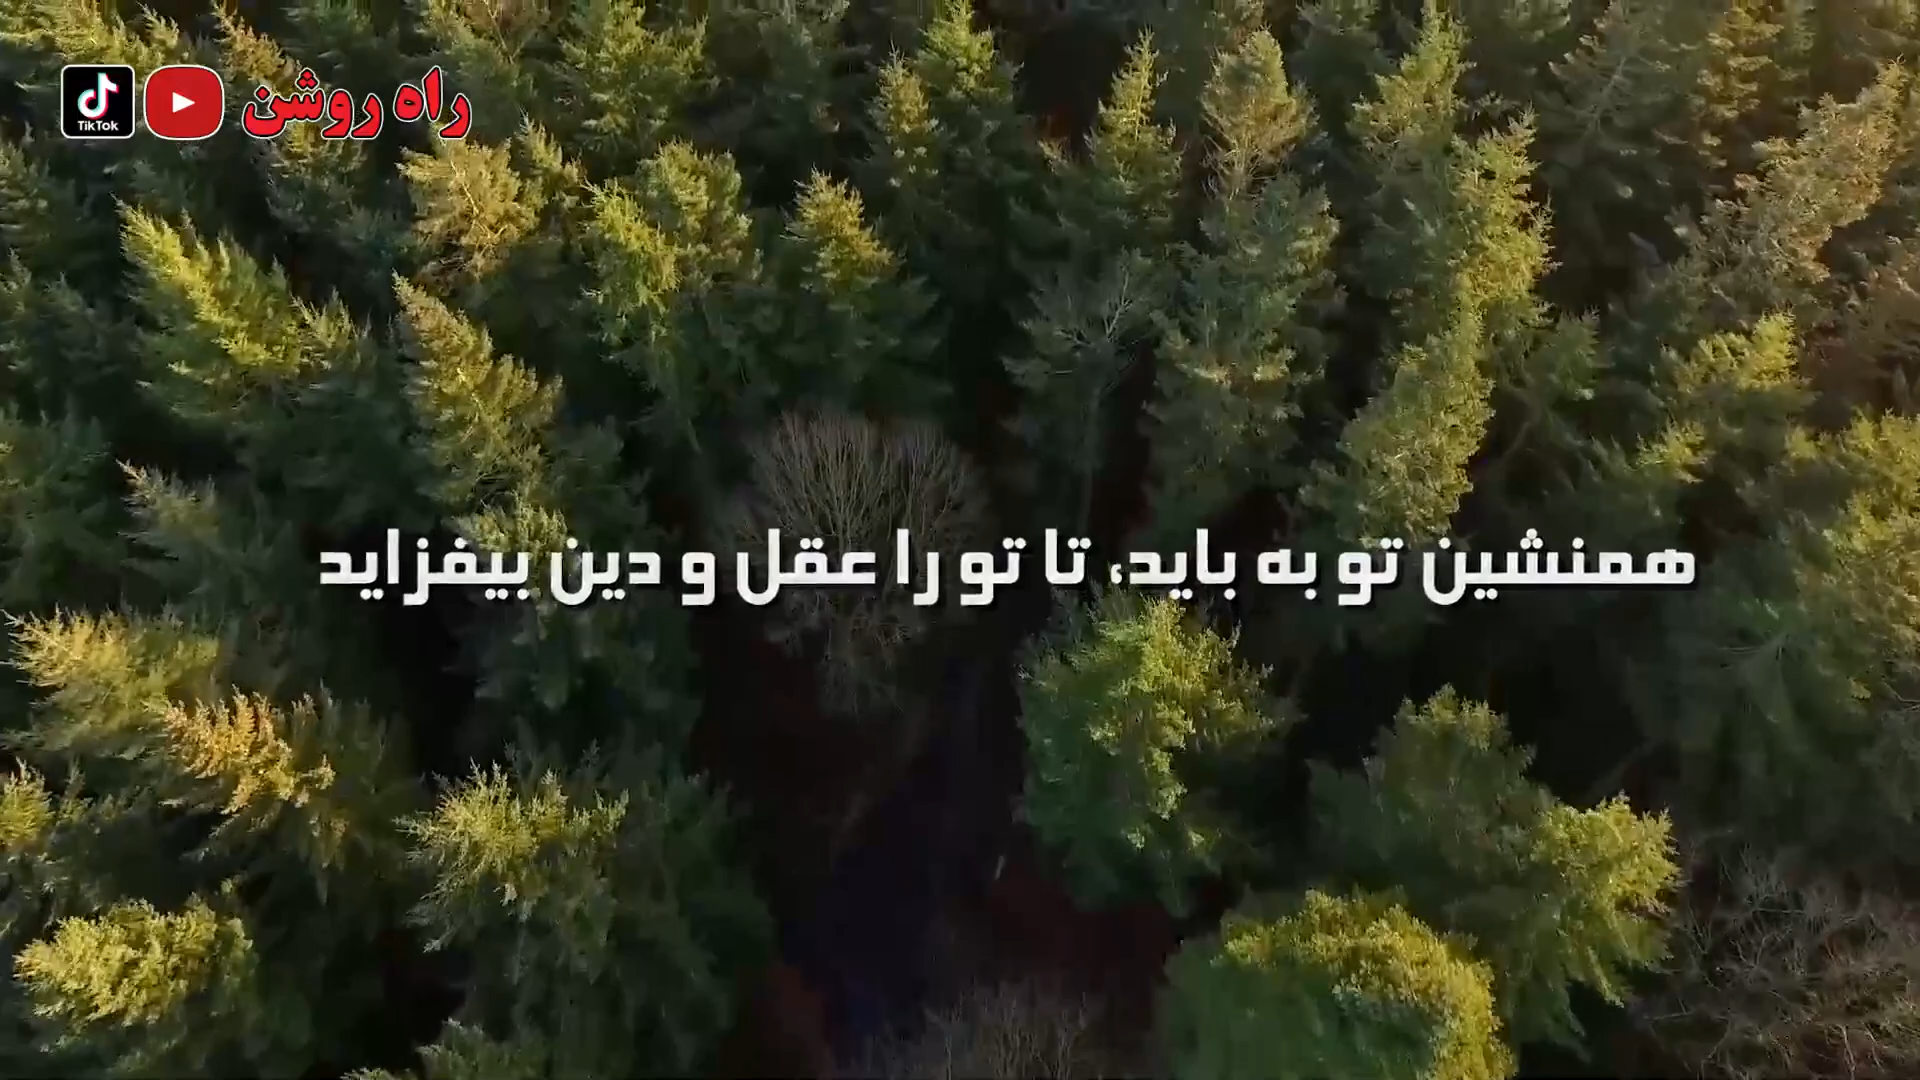 TikTok
راه روشن
همنشین تو به باید، تا تو را عقل و دین بیفزاید